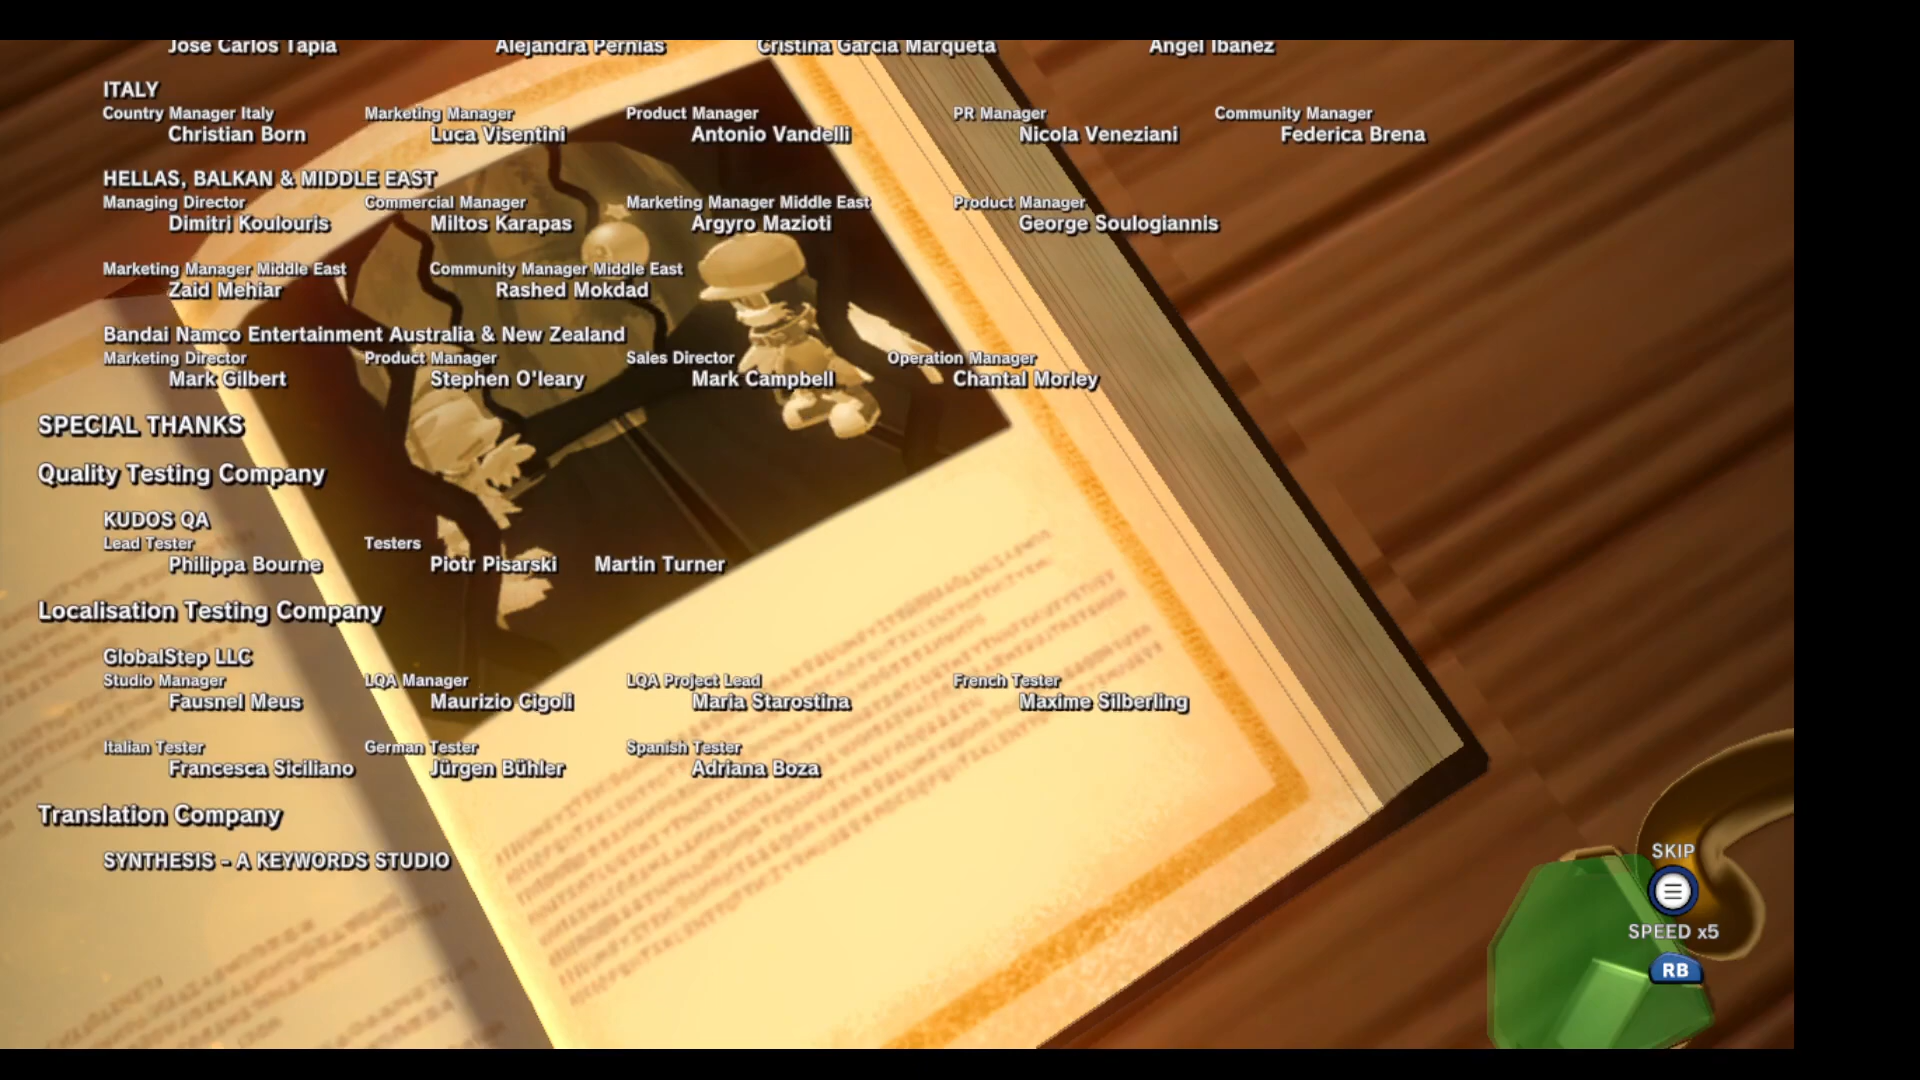 Jose Carlos Tapia Alejandra Pernias Cristina Garcia Marqueta Angel Ibanez
ITALY
Country Manager Italy Marketing Manager Product Manager PR Manager Community Manager
Christian Born Luca Visentini Antonio Vandelli Nicola Veneziani Federica Brena
HELLAS, BALKAN & MIDDLE EAST
Managing Director Commercial Manager Marketing Manager Middle East Product Manager
Dimitri Koulouris Miltos Karapas Argyro Mazioti George Soulogiannis
Marketing Manager Middle East Community Manager Middle East
Zaid Mehiar Rashed Mokdad
Bandai Namco Entertainment Australia & New Zealand
Marketing Director Product Manager Sales Director Operation Manager
Mark Gilbert Stephen O'leary Mark Campbell Chantal Morley
SPECIAL THANKS
Quality Testing Company
KUDOS QA
Lead Tester Testers
Philippa Bourne Piotr Pisarski Martin Turner
Localisation Testing Company
GlobalStep LLC
Studio Manager LQA Manager LQA Project Lead French Tester
Fausnel Meus Maurizio Cigoli Maria Starostina Maxime Silberling
Italian Tester German Tester Spanish Tester
Francesca Siciliano Jürgen Bühler Adriana Boza
Translation Company
SYNTHESIS - A KEYWORDS STUDIO
SKIP
SPEED x5
RB